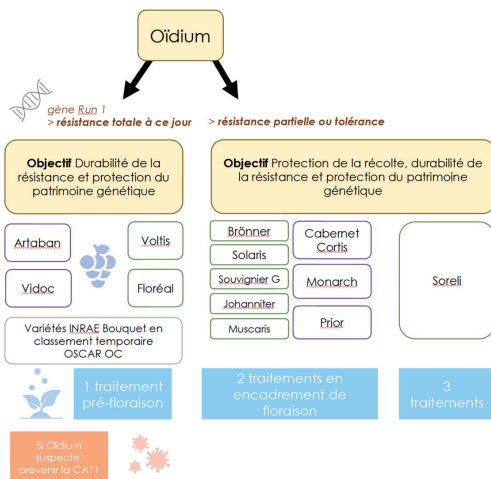 Oïdium
gène Run 1
> résistance totale à ce jour
> résistance partielle ou tolérance
Objectif Durabilité de la
résistance et protection du
patrimoine génétique
Objectif Protection de la récolte, durabilité de
la résistance et protection du patrimoine
génétique
Artaban
Voltis
Vidoc
Floréal
Variétés INRAE Bouquet en
classement temporaire
OSCAR OC
Brönner
Solaris
Souvignier G
Johanniter
Muscaris
Cabernet
Cortis
Monarch
Prior
Soreli
1 traitement
pré-floraison
2 traitements en
encadrement de
floraison
3
traitements
Si Oïdium
suspecté,
prévenir la CA11